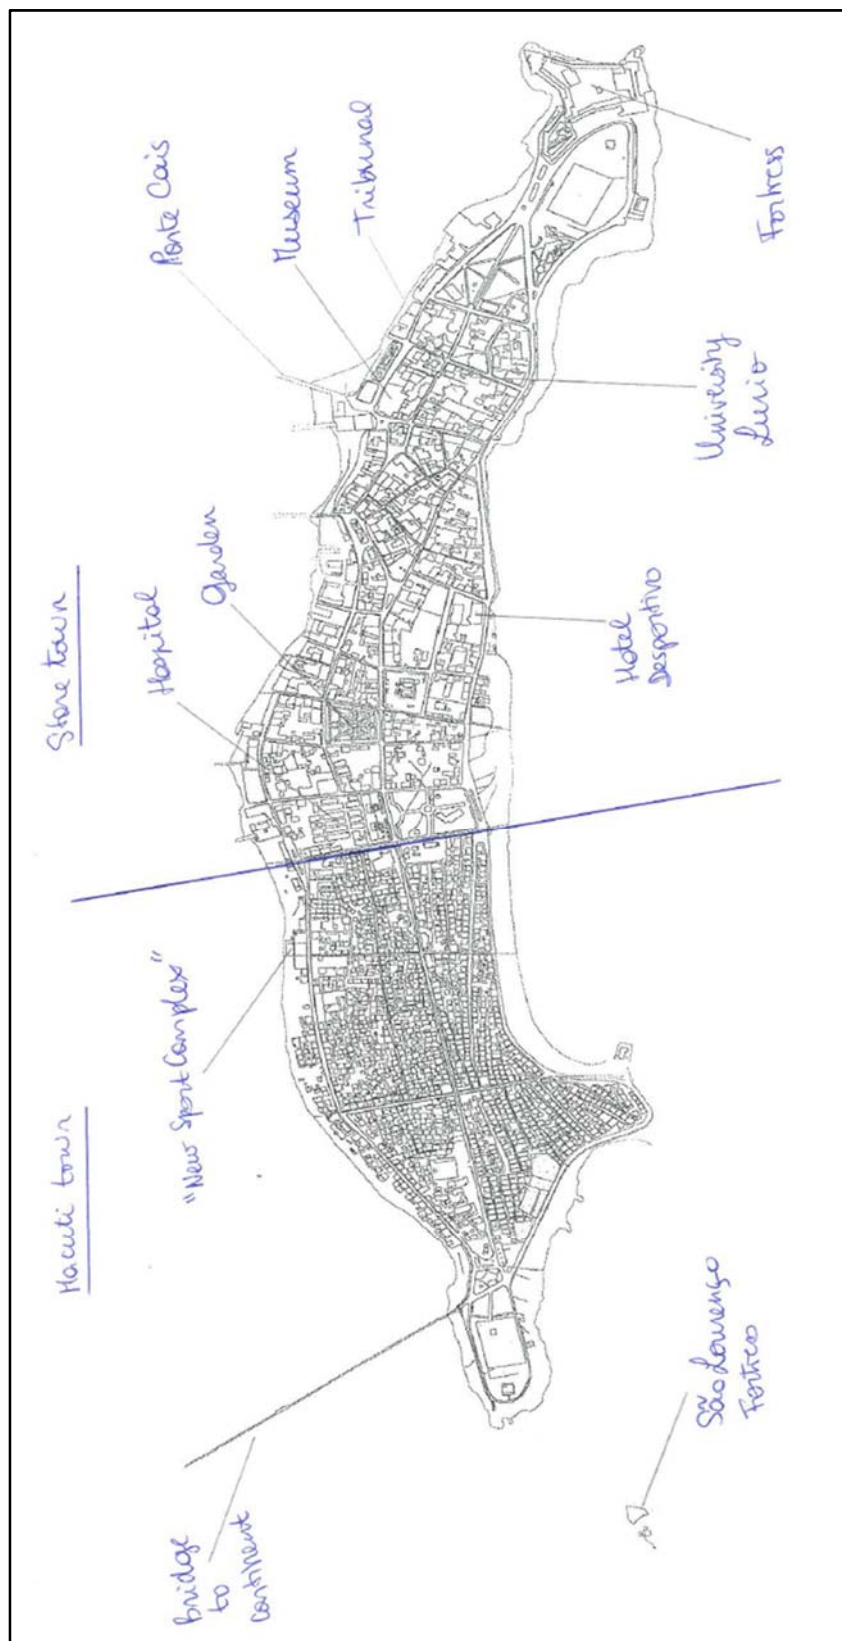 Ponte Cais
Museum
Tribunal
Fortress
Stone town
Hospital
Garden
University
Lurio
Hotel
Desportivo
Macuti town
"New Sport Complex"
Bridge
to
continent
São Lourenço
Fortress